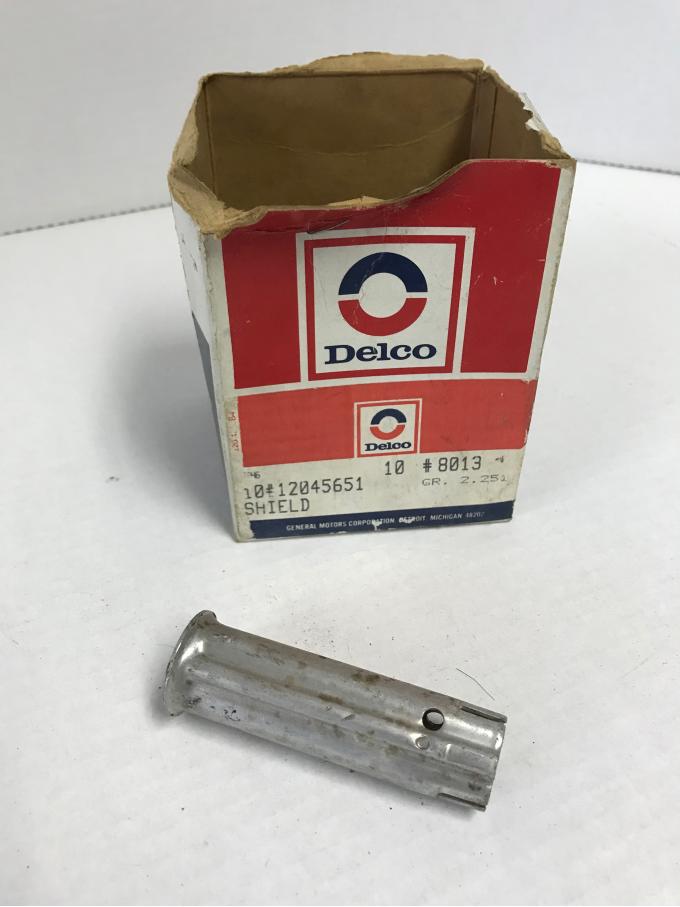 Delco
Delco
10 #8013
10#12045651
GR. 2.251
SHIELD
GENERAL MOTORS CORPORATION, DETROIT MICHIGAN 48202